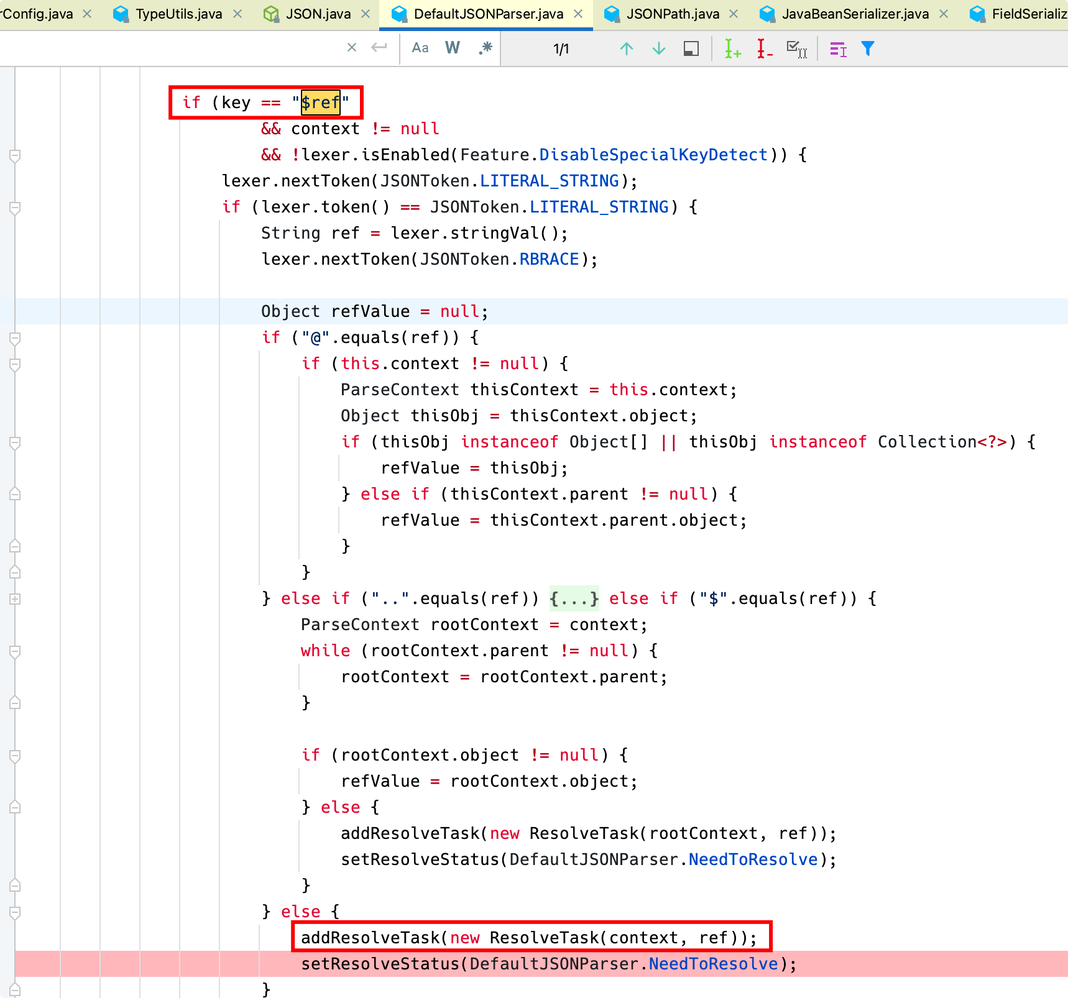 rConfig.java × TypeUtils.java × JSON.java × DefaultJSONParser.java × JSONPath.java × JavaBeanSerializer.java × FieldSerializ
× Aa W .* 1/1
if (key == "$ref"
&& context != null
&& !lexer.isEnabled(Feature.DisableSpecialKeyDetect)) {
lexer.nextToken(JSONToken.LITERAL_STRING);
if (lexer.token() == JSONToken.LITERAL_STRING) {
String ref = lexer.stringVal();
lexer.nextToken(JSONToken.RBRACE);
Object refValue = null;
if ("@".equals(ref)) {
if (this.context != null) {
ParseContext thisContext = this.context;
Object thisObj = thisContext.object;
if (thisObj instanceof Object[] || thisObj instanceof Collection<?>) {
refValue = thisObj;
} else if (thisContext.parent != null) {
refValue = thisContext.parent.object;
}
}
} else if ("..".equals(ref)) {...} else if ("$".equals(ref)) {
ParseContext rootContext = context;
while (rootContext.parent != null) {
rootContext = rootContext.parent;
}
if (rootContext.object != null) {
refValue = rootContext.object;
} else {
addResolveTask(new ResolveTask(rootContext, ref));
setResolveStatus(DefaultJSONParser.NeedToResolve);
}
} else {
addResolveTask(new ResolveTask(context, ref));
setResolveStatus(DefaultJSONParser.NeedToResolve);
}